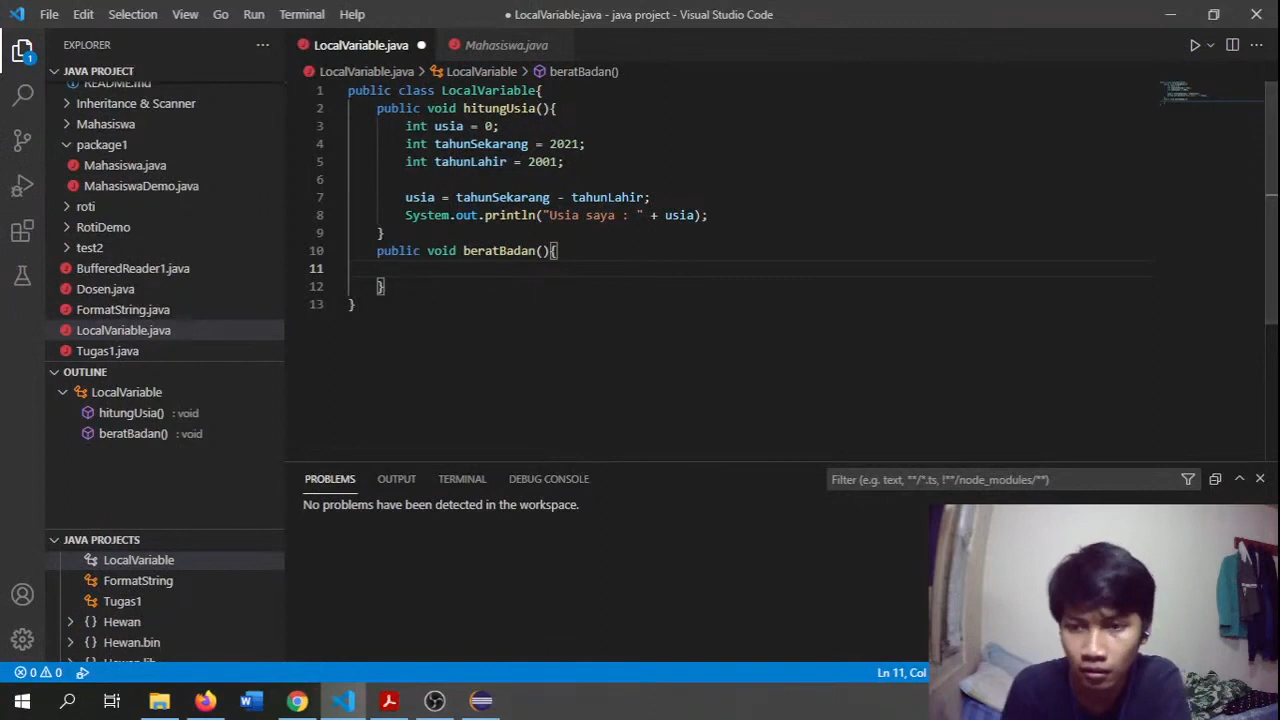 File Edit Selection View Go Run Terminal Help
● LocalVariable.java - java project - Visual Studio Code
EXPLORER
JAVA PROJECT
README.md
Inheritance & Scanner
Mahasiswa
package1
Mahasiswa.java
MahasiswaDemo.java
roti
RotiDemo
test2
BufferedReader1.java
Dosen.java
FormatString.java
LocalVariable.java
Tugas1.java
OUTLINE
LocalVariable
hitungUsia() : void
beratBadan() : void
JAVA PROJECTS
LocalVariable
FormatString
Tugas1
{ } Hewan
{ } Hewan.bin
1
LocalVariable.java ● Mahasiswa.java
LocalVariable.java > LocalVariable > beratBadan()
1 public class LocalVariable{
2 public void hitungUsia(){
3 int usia = 0;
4 int tahunSekarang = 2021;
5 int tahunLahir = 2001;
6
7 usia = tahunSekarang - tahunLahir;
8 System.out.println("Usia saya : " + usia);
9 }
10 public void beratBadan(){
11
12 }
13 }
PROBLEMS OUTPUT TERMINAL DEBUG CONSOLE
Filter (e.g. text, **/*.ts, !**/node_modules/**)
No problems have been detected in the workspace.
0 0
Ln 11, Col